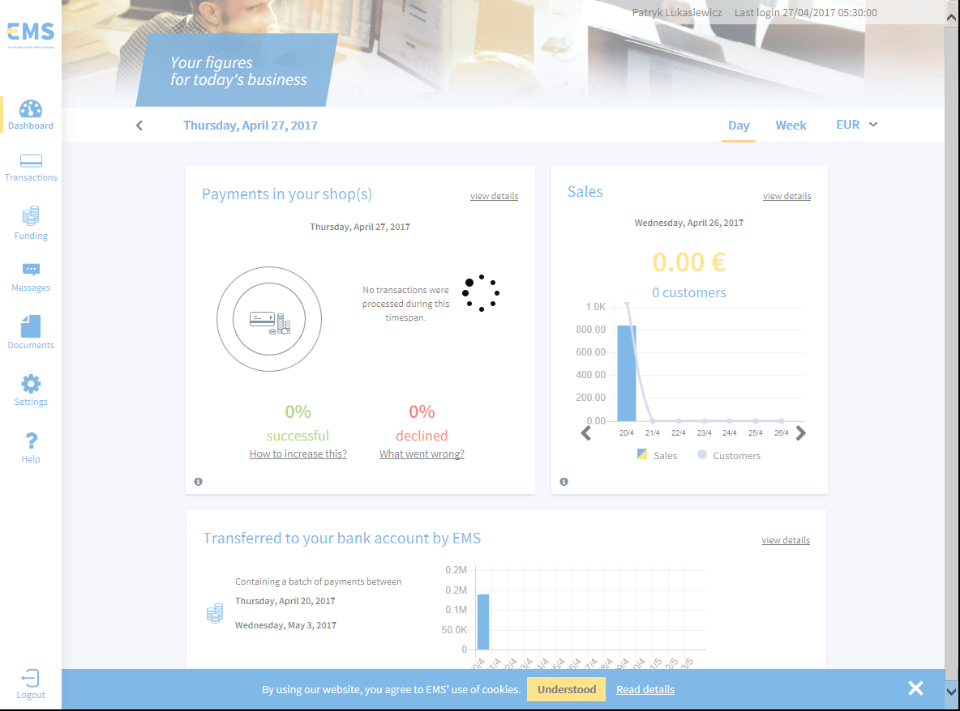 Patryk Lukasiewicz Last login 27/04/2017 05:30:00
EMS
Your figures
for today's business
Dashboard
Transactions
Funding
Messages
Documents
Settings
Help
Logout
Thursday, April 27, 2017
Day Week EUR
Payments in your shop(s)
view details
Thursday, April 27, 2017
No transactions were
processed during this
timespan.
0%
successful
How to increase this?
0%
declined
What went wrong?
Sales
view details
Wednesday, April 26, 2017
0.00 €
0 customers
1.0K
800.00
600.00
400.00
200.00
0.00
20/4 21/4 22/4 23/4 24/4 25/4 26/4
Sales Customers
Transferred to your bank account by EMS
view details
Containing a batch of payments between
Thursday, April 20, 2017
Wednesday, May 3, 2017
0.2M
0.2M
0.1M
50.0K
0
By using our website, you agree to EMS' use of cookies. Understood Read details